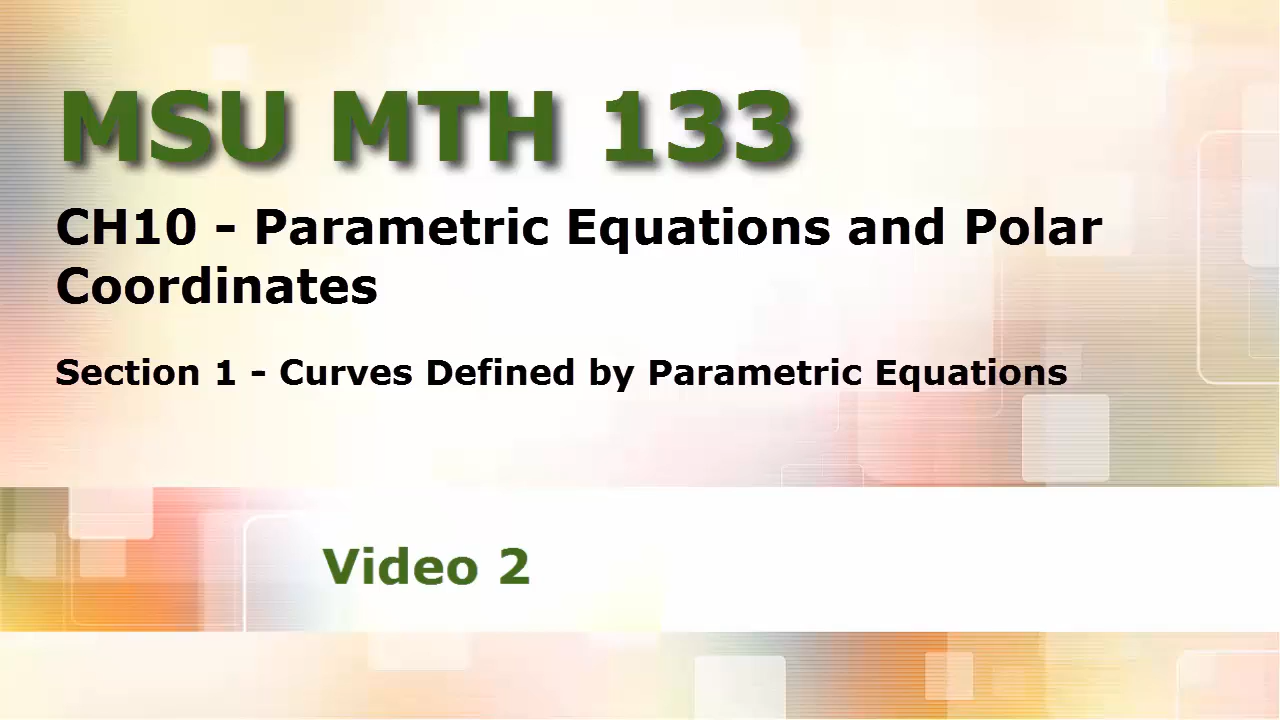 MSU MTH 133
CH10 - Parametric Equations and Polar
Coordinates
Section 1 - Curves Defined by Parametric Equations
Video 2